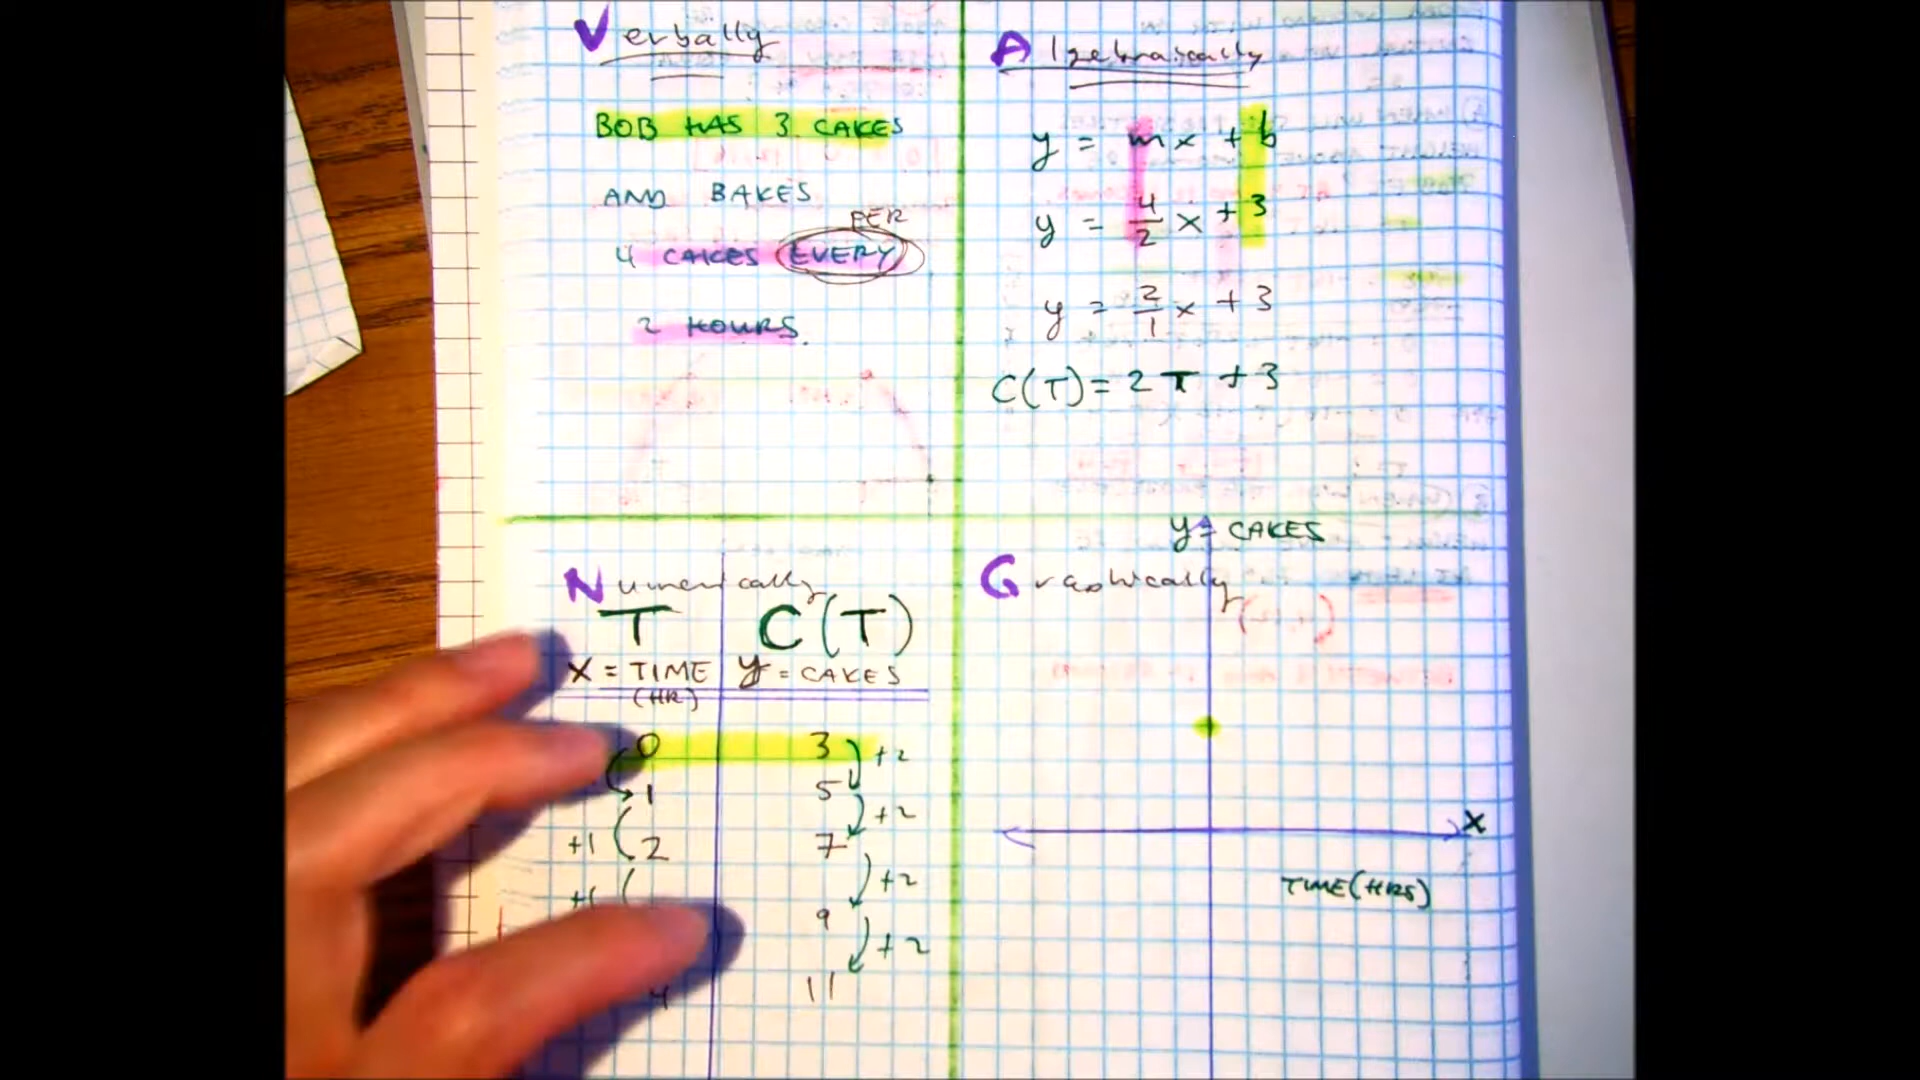 Verbally
BOB HAS 3 CAKES
AND BAKES
PER
4 CAKES EVERY
2 HOURS.
Algebraically
y = mx + b
y = 4/2 x + 3
y = 2/1 x + 3
C(T) = 2T + 3
Numerically
T C(T)
x = TIME y = CAKES
(HR)
0 3 +2
1 5 +2
+1 2 7 +2
+1 9 +2
4 11
y = CAKES
Graphically
X
TIME (HRS)